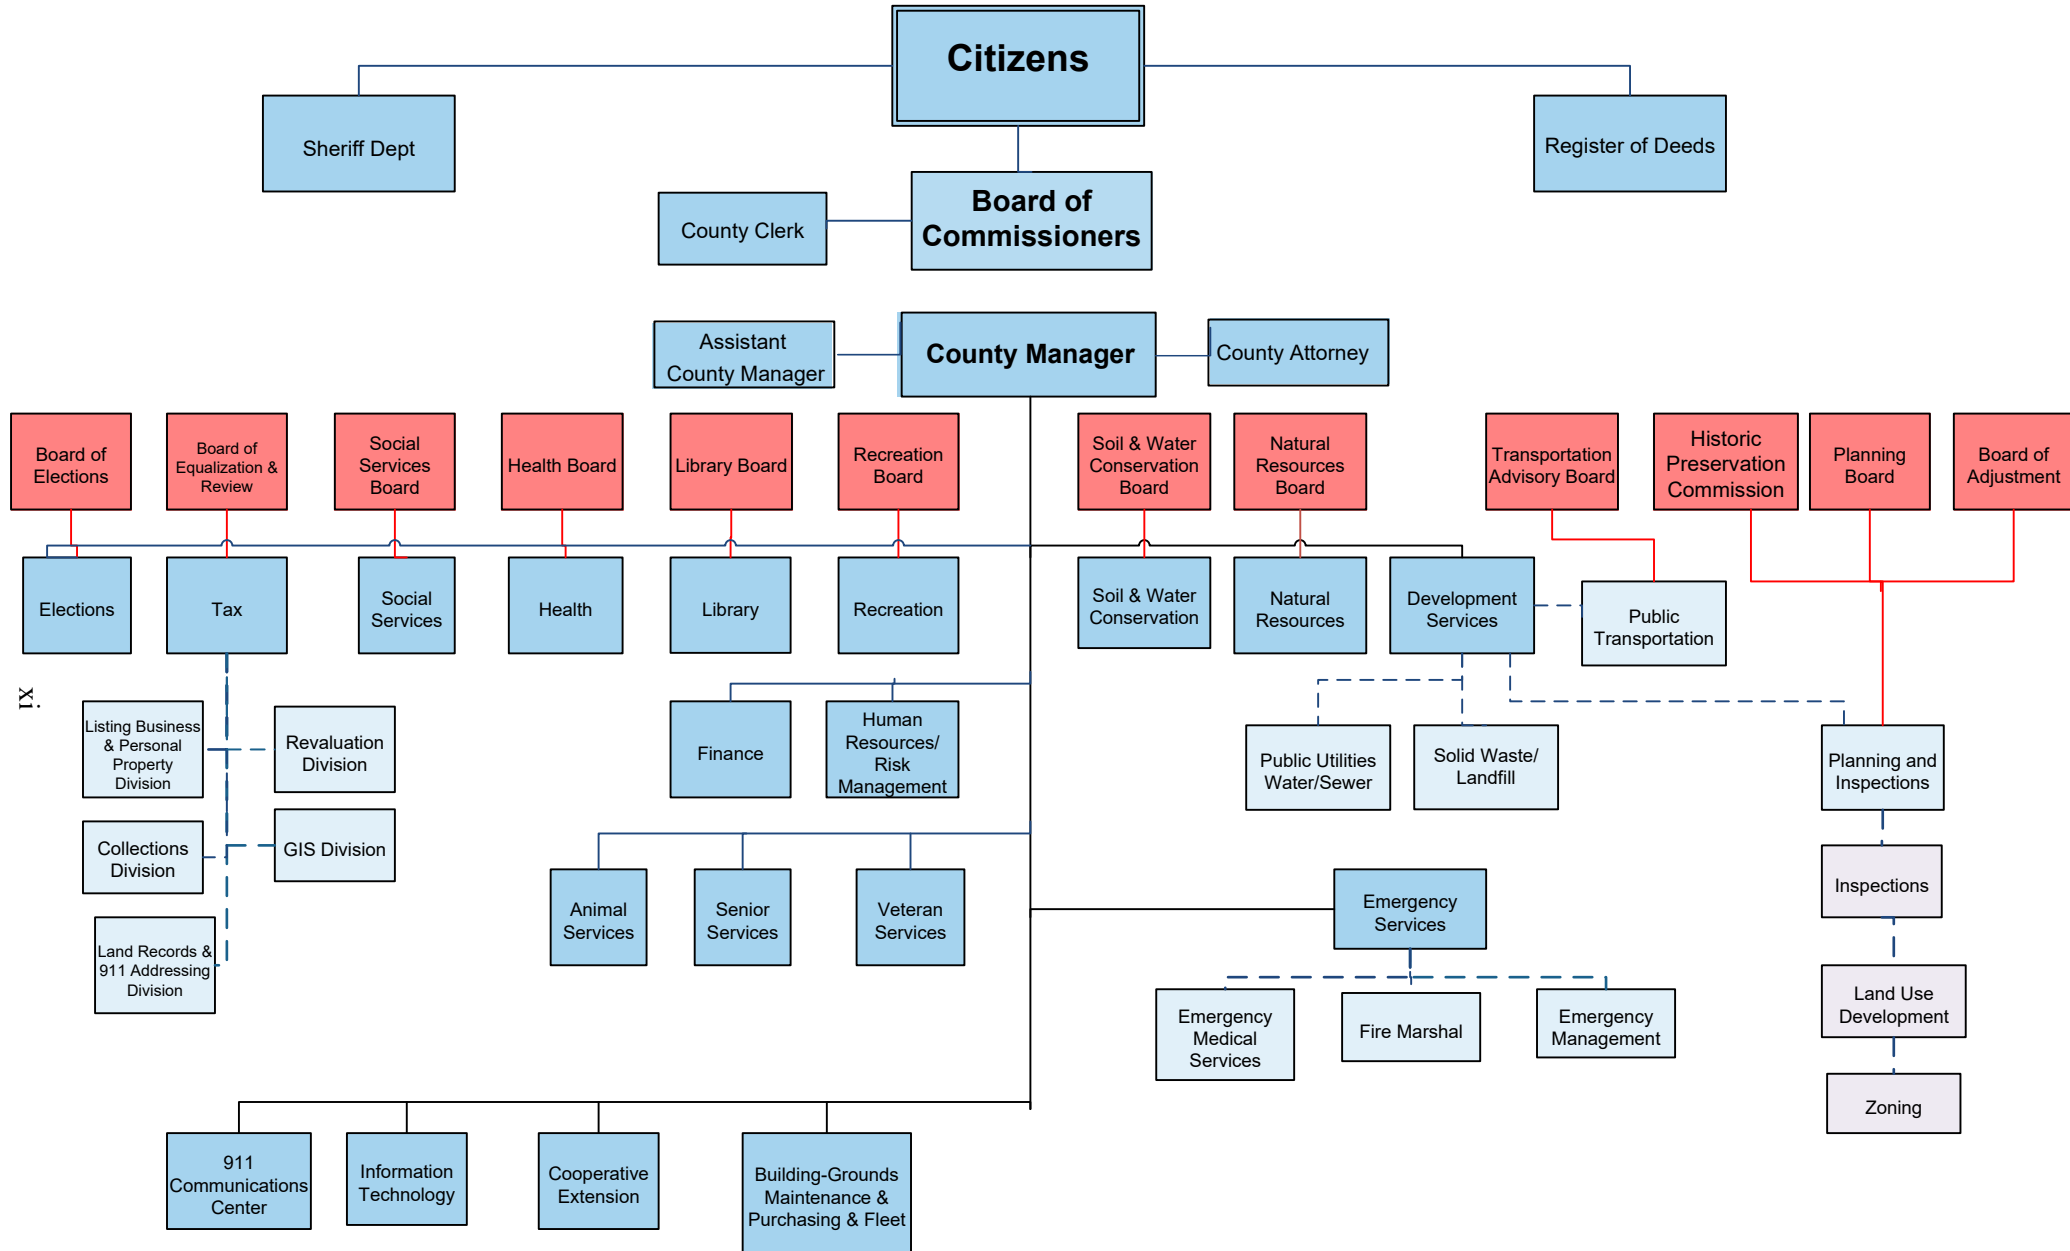 Citizens
Sheriff Dept
Register of Deeds
County Clerk
Board of
Commissioners
Assistant
County Manager
County Manager
County Attorney
Board of
Elections
Board of
Equalization &
Review
Social
Services
Board
Health Board
Library Board
Recreation
Board
Soil & Water
Conservation
Board
Natural
Resources
Board
Transportation
Advisory Board
Historic
Preservation
Commission
Planning
Board
Board of
Adjustment
Elections
Tax
Social
Services
Health
Library
Recreation
Soil & Water
Conservation
Natural
Resources
Development
Services
Public
Transportation
xi
Listing Business
& Personal
Property
Division
Revaluation
Division
Finance
Human
Resources/
Risk
Management
Public Utilities
Water/Sewer
Solid Waste/
Landfill
Planning and
Inspections
Collections
Division
GIS Division
Inspections
Land Records &
911 Addressing
Division
Animal
Services
Senior
Services
Veteran
Services
Emergency
Services
Emergency
Medical
Services
Fire Marshal
Emergency
Management
Land Use
Development
Zoning
911
Communications
Center
Information
Technology
Cooperative
Extension
Building-Grounds
Maintenance &
Purchasing & Fleet